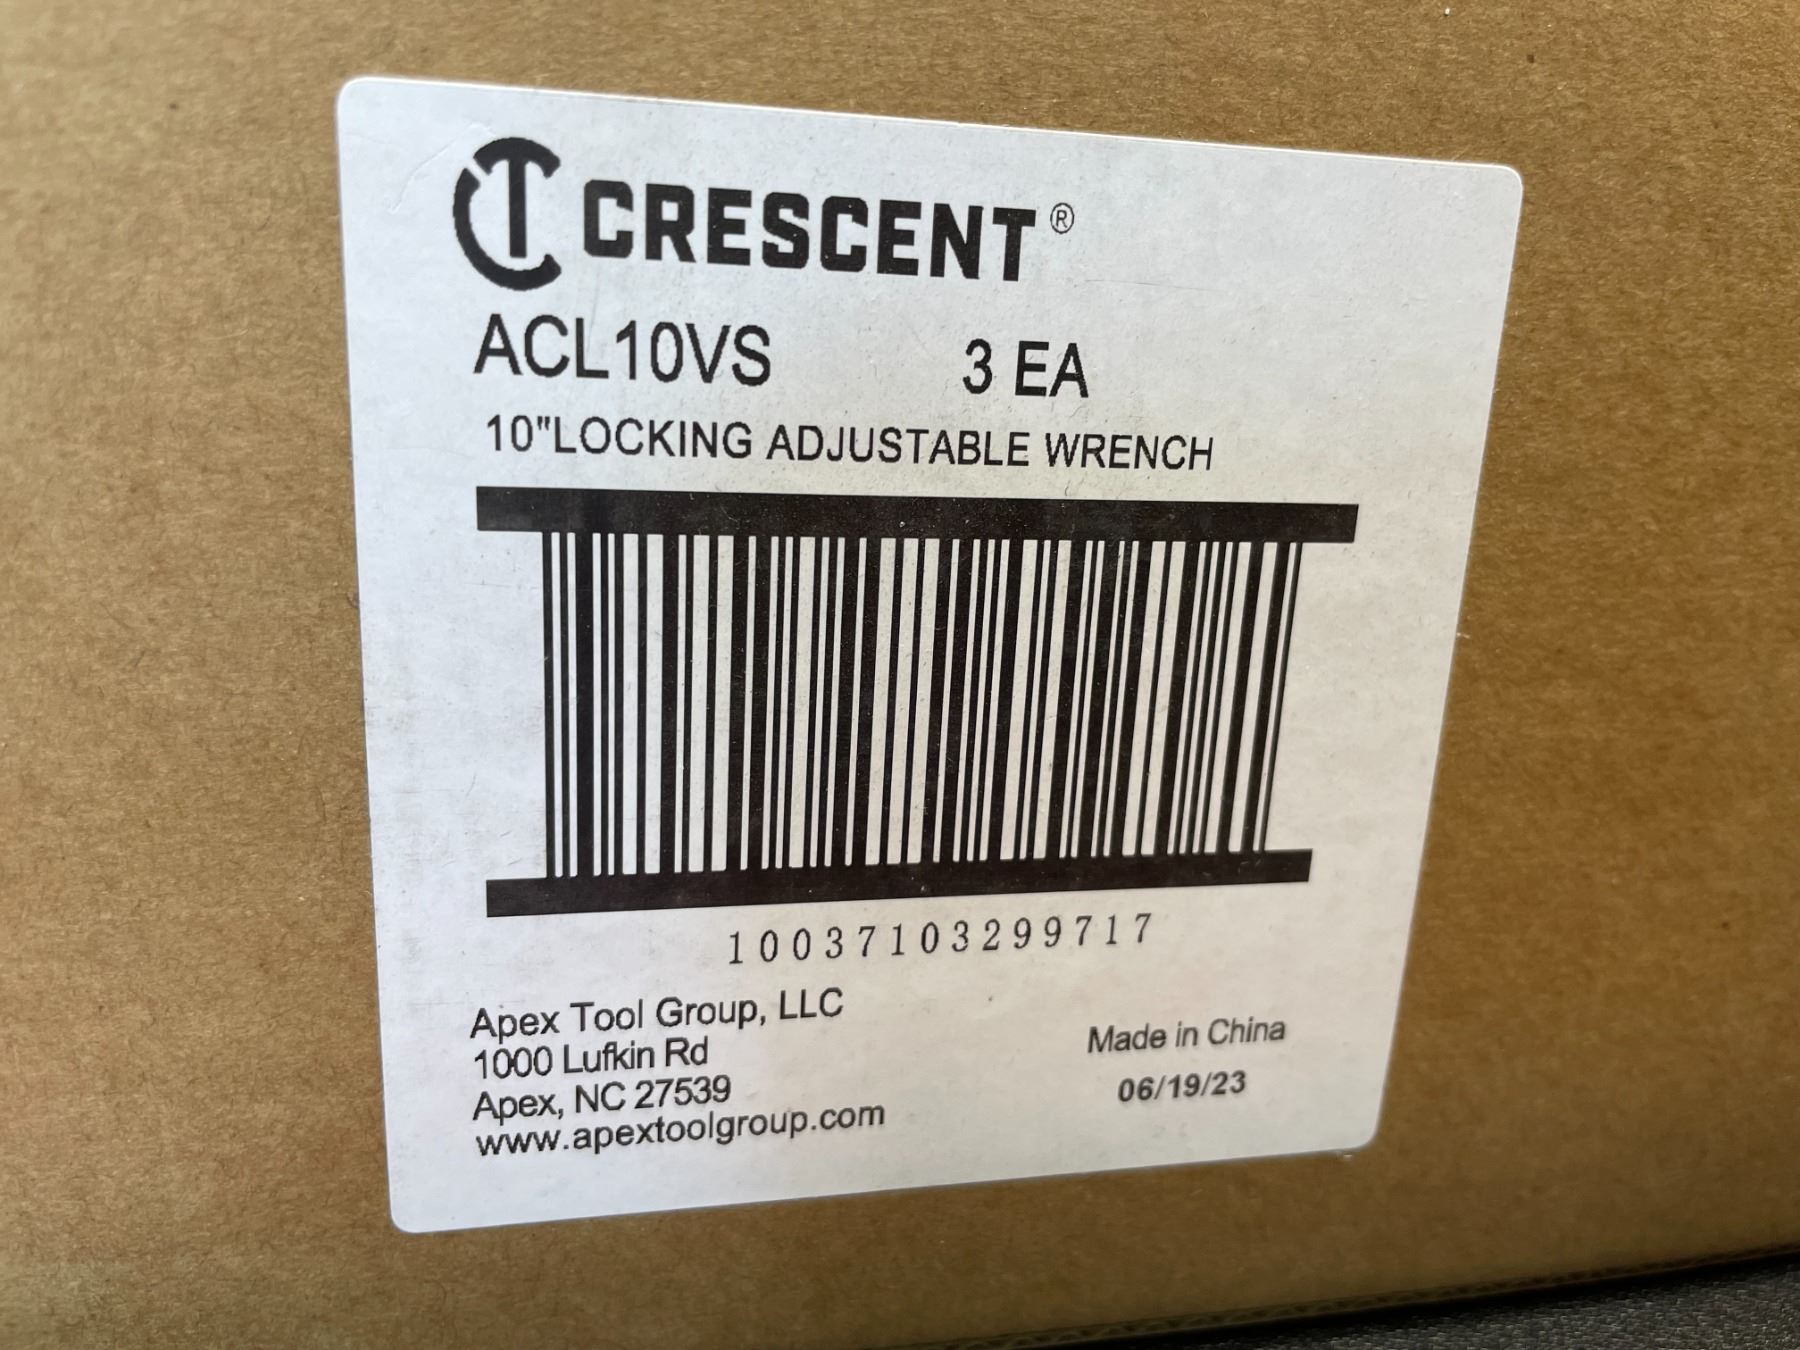 CRESCENT®
ACL10VS 3 EA
10"LOCKING ADJUSTABLE WRENCH
10037103299717
Apex Tool Group, LLC
1000 Lufkin Rd
Apex, NC 27539
www.apextoolgroup.com
Made in China
06/19/23